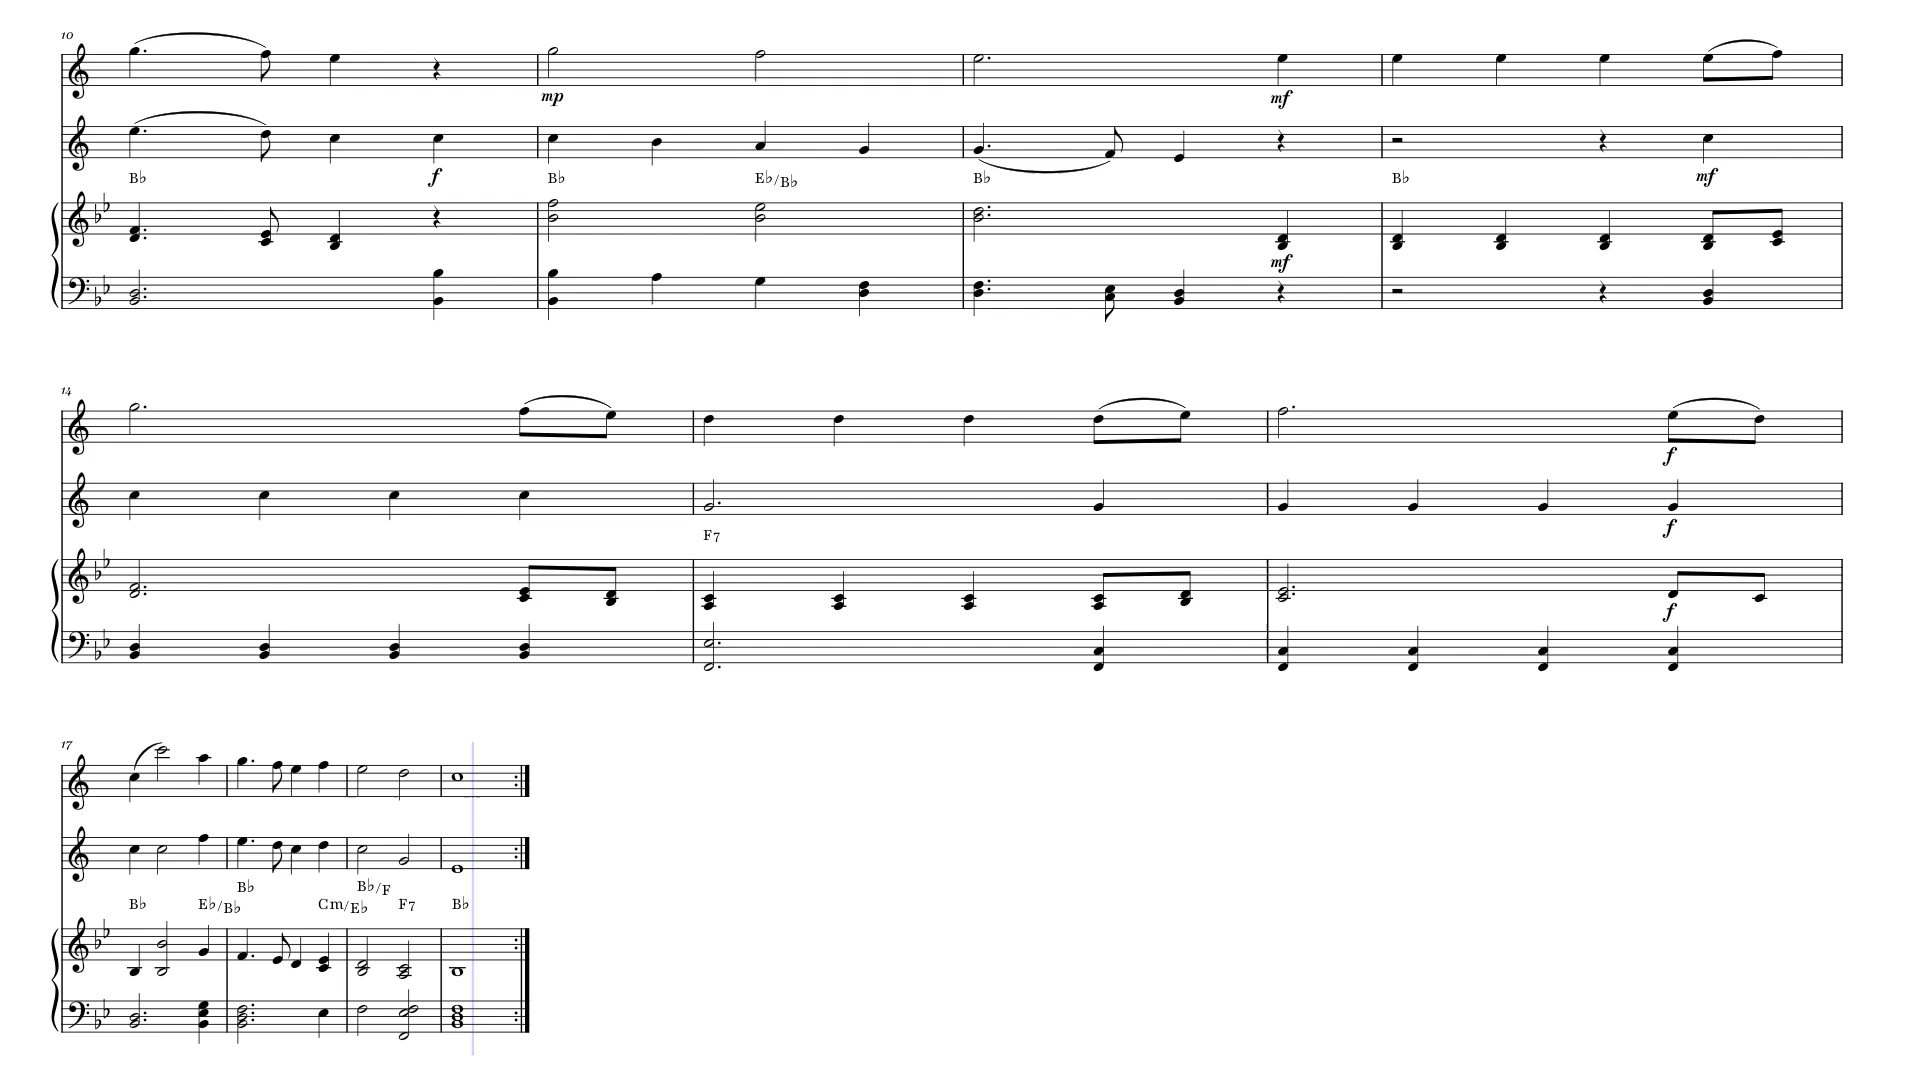 10
mp mf
B♭ f B♭ E♭/B♭ B♭ B♭ mf
mf
14
f
F7 f
f
17
B♭ B♭/F
B♭ E♭/B♭ Cm/E♭ F7 B♭